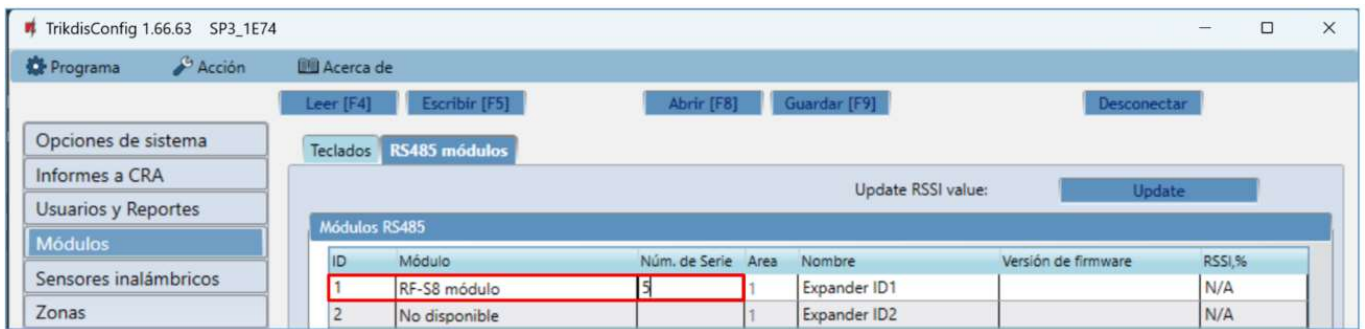 TrikdisConfig 1.66.63 SP3_1E74
Programa Acción Acerca de
Leer [F4] Escribir [F5] Abrir [F8] Guardar [F9] Desconectar
Opciones de sistema
Informes a CRA
Usuarios y Reportes
Módulos
Sensores inalámbricos
Zonas
Teclados RS485 módulos
Update RSSI value: Update
Módulos RS485
ID Módulo Núm. de Serie Area Nombre Versión de firmware RSSI,%
1 RF-S8 módulo 5 1 Expander ID1 N/A
2 No disponible 1 Expander ID2 N/A